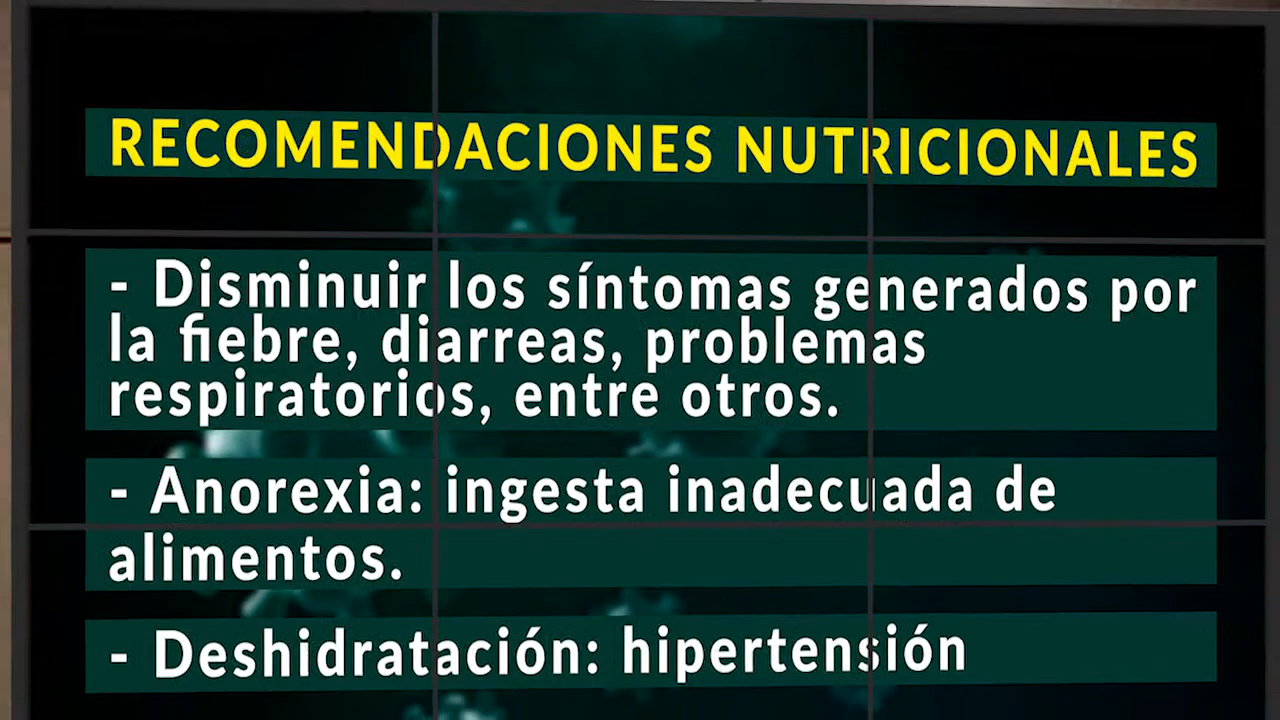 RECOMENDACIONES NUTRICIONALES
- Disminuir los síntomas generados por
la fiebre, diarreas, problemas
respiratorios, entre otros.
- Anorexia: ingesta inadecuada de
alimentos.
- Deshidratación: hipertensión